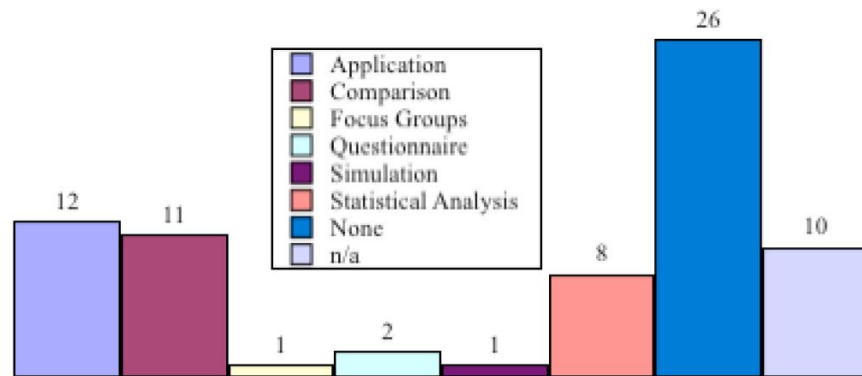 26
Application
Comparison
Focus Groups
Questionnaire
Simulation
Statistical Analysis
None
n/a
12
11
1
2
1
8
10